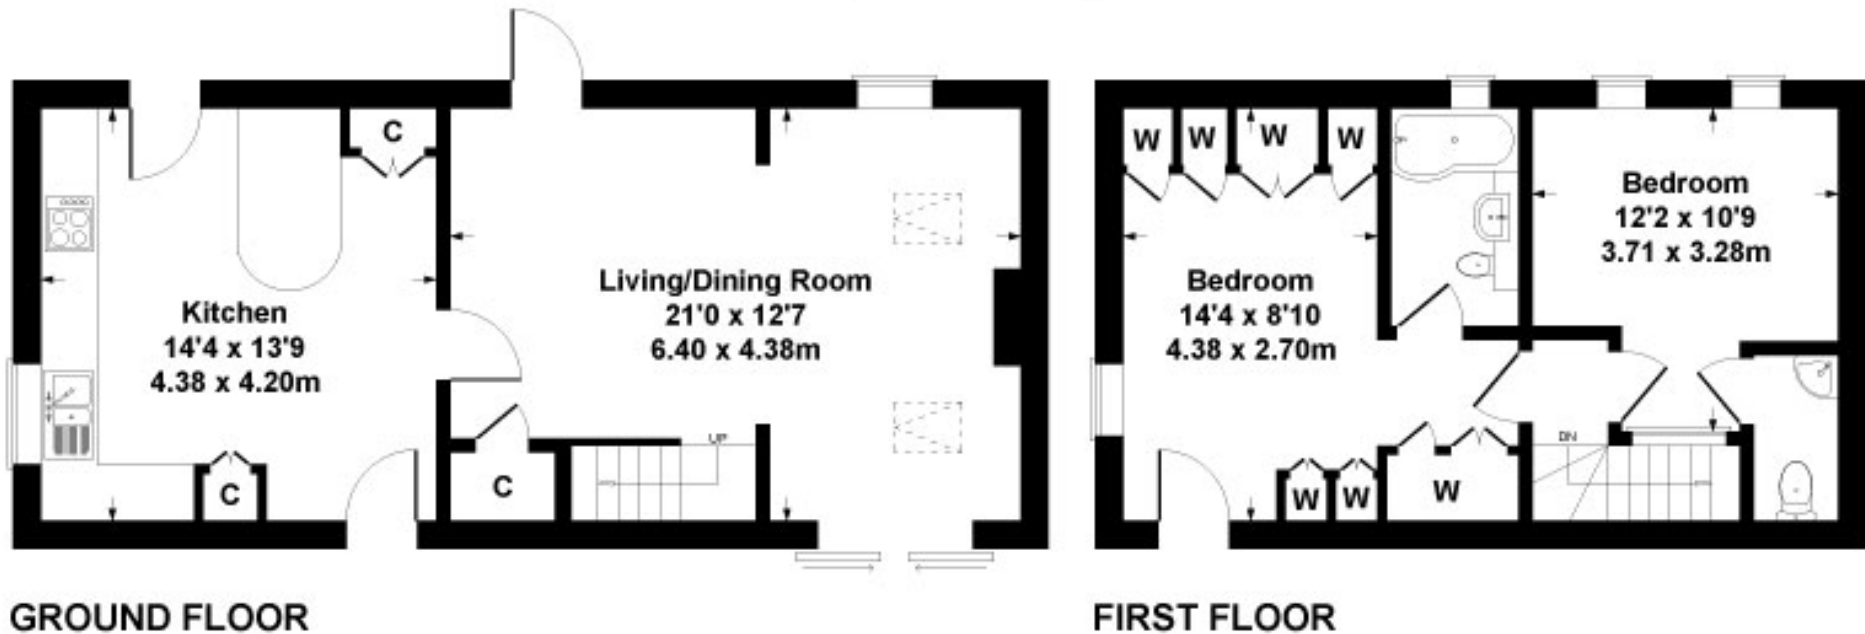 C
Kitchen
14'4 x 13'9
4.38 x 4.20m
C
Living/Dining Room
21'0 x 12'7
6.40 x 4.38m
UP
C
GROUND FLOOR
W
W
W
W
Bedroom
14'4 x 8'10
4.38 x 2.70m
Bedroom
12'2 x 10'9
3.71 x 3.28m
DN
W
W
W
FIRST FLOOR